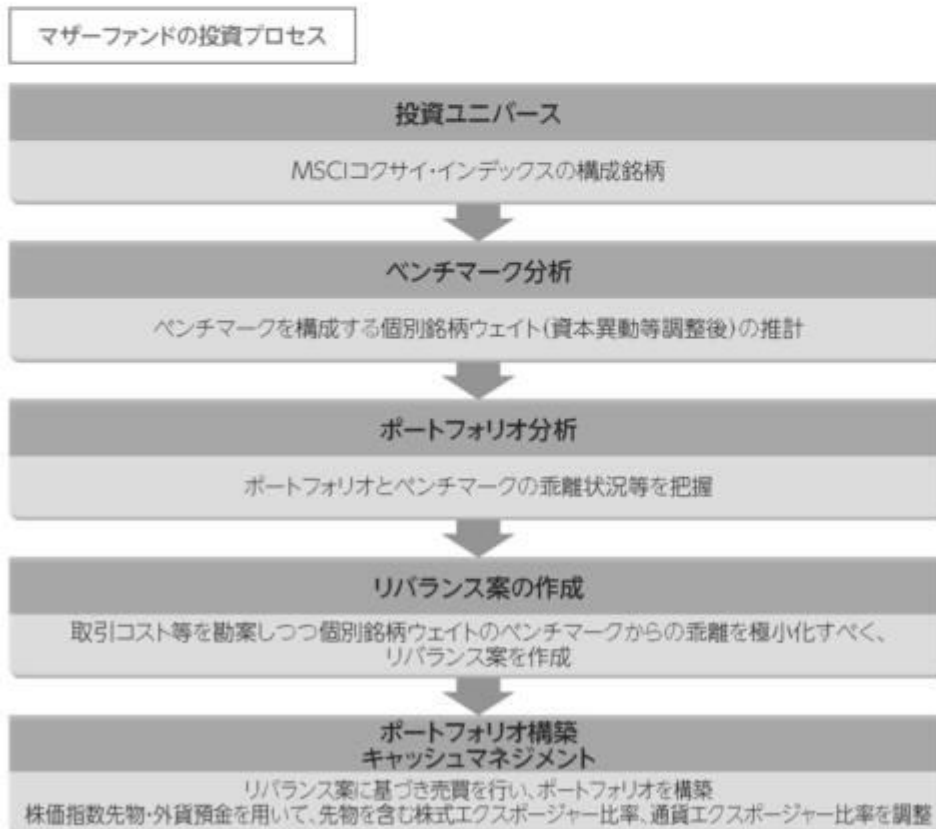 マザーファンドの投資プロセス
投資ユニバース
MSCIコクサイ・インデックスの構成銘柄
ベンチマーク分析
ベンチマークを構成する個別銘柄ウェイト(資本異動等調整後)の推計
ポートフォリオ分析
ポートフォリオとベンチマークの乖離状況等を把握
リバランス案の作成
取引コスト等を勘案しつつ個別銘柄ウェイトのベンチマークからの乖離を極小化すべく、
リバランス案を作成
ポートフォリオ構築
キャッシュマネジメント
リバランス案に基づき売買を行い、ポートフォリオを構築
株価指数先物・外貨預金を用いて、先物を含む株式エクスポージャー比率、通貨エクスポージャー比率を調整